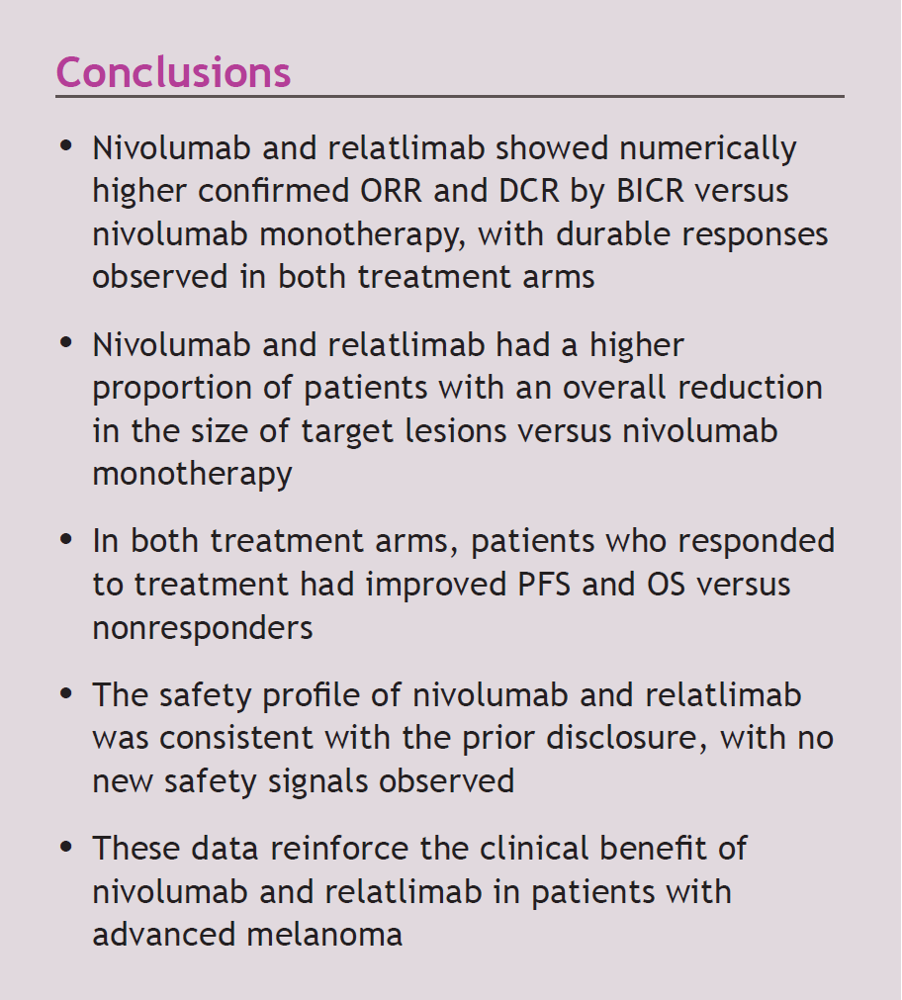 Conclusions
• Nivolumab and relatlimab showed numerically
higher confirmed ORR and DCR by BICR versus
nivolumab monotherapy, with durable responses
observed in both treatment arms
• Nivolumab and relatlimab had a higher
proportion of patients with an overall reduction
in the size of target lesions versus nivolumab
monotherapy
• In both treatment arms, patients who responded
to treatment had improved PFS and OS versus
nonresponders
• The safety profile of nivolumab and relatlimab
was consistent with the prior disclosure, with no
new safety signals observed
• These data reinforce the clinical benefit of
nivolumab and relatlimab in patients with
advanced melanoma